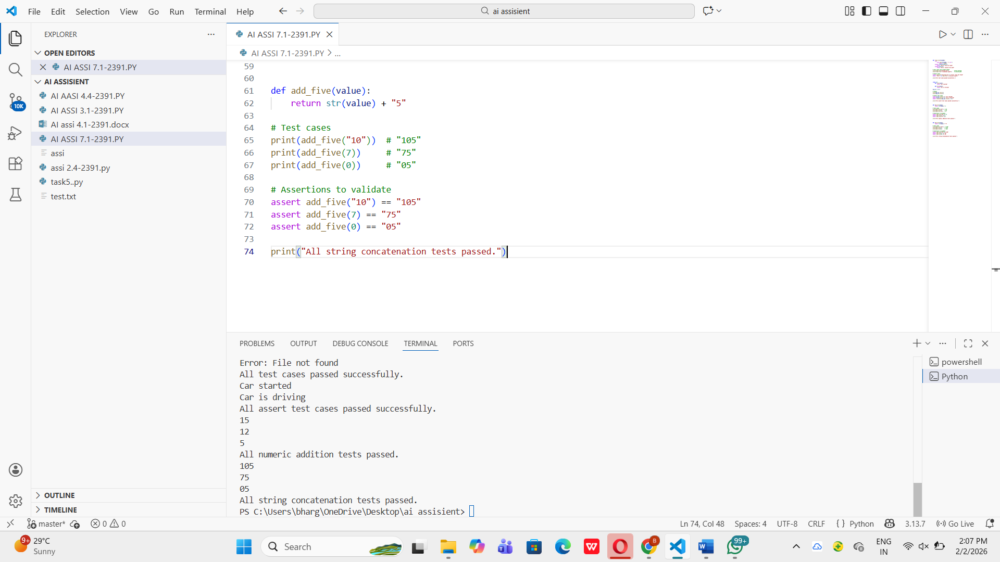 File Edit Selection View Go Run Terminal Help
ai assisient
EXPLORER
OPEN EDITORS
AI ASSI 7.1-2391.PY
AI ASSISIENT
AI AASI 4.4-2391.PY
AI ASSI 3.1-2391.PY
AI assi 4.1-2391.docx
AI ASSI 7.1-2391.PY
assi
assi 2.4-2391.py
task5..py
test.txt
10K
OUTLINE
TIMELINE
AI ASSI 7.1-2391.PY
AI ASSI 7.1-2391.PY > ...
59
60
61 def add_five(value):
62     return str(value) + "5"
63
64 # Test cases
65 print(add_five("10"))  # "105"
66 print(add_five(7))     # "75"
67 print(add_five(0))     # "05"
68
69 # Assertions to validate
70 assert add_five("10") == "105"
71 assert add_five(7) == "75"
72 assert add_five(0) == "05"
73
74 print("All string concatenation tests passed.")
PROBLEMS OUTPUT DEBUG CONSOLE TERMINAL PORTS
Error: File not found
All test cases passed successfully.
Car started
Car is driving
All assert test cases passed successfully.
15
12
5
All numeric addition tests passed.
105
75
05
All string concatenation tests passed.
PS C:\Users\bharg\OneDrive\Desktop\ai assisient>
powershell
Python
master* 0 0
Ln 74, Col 48 Spaces: 4 UTF-8 CRLF { } Python 3.13.7 Go Live
9+ 29°C
Sunny
Search
B
99+
ENG
IN
2:07 PM
2/2/2026